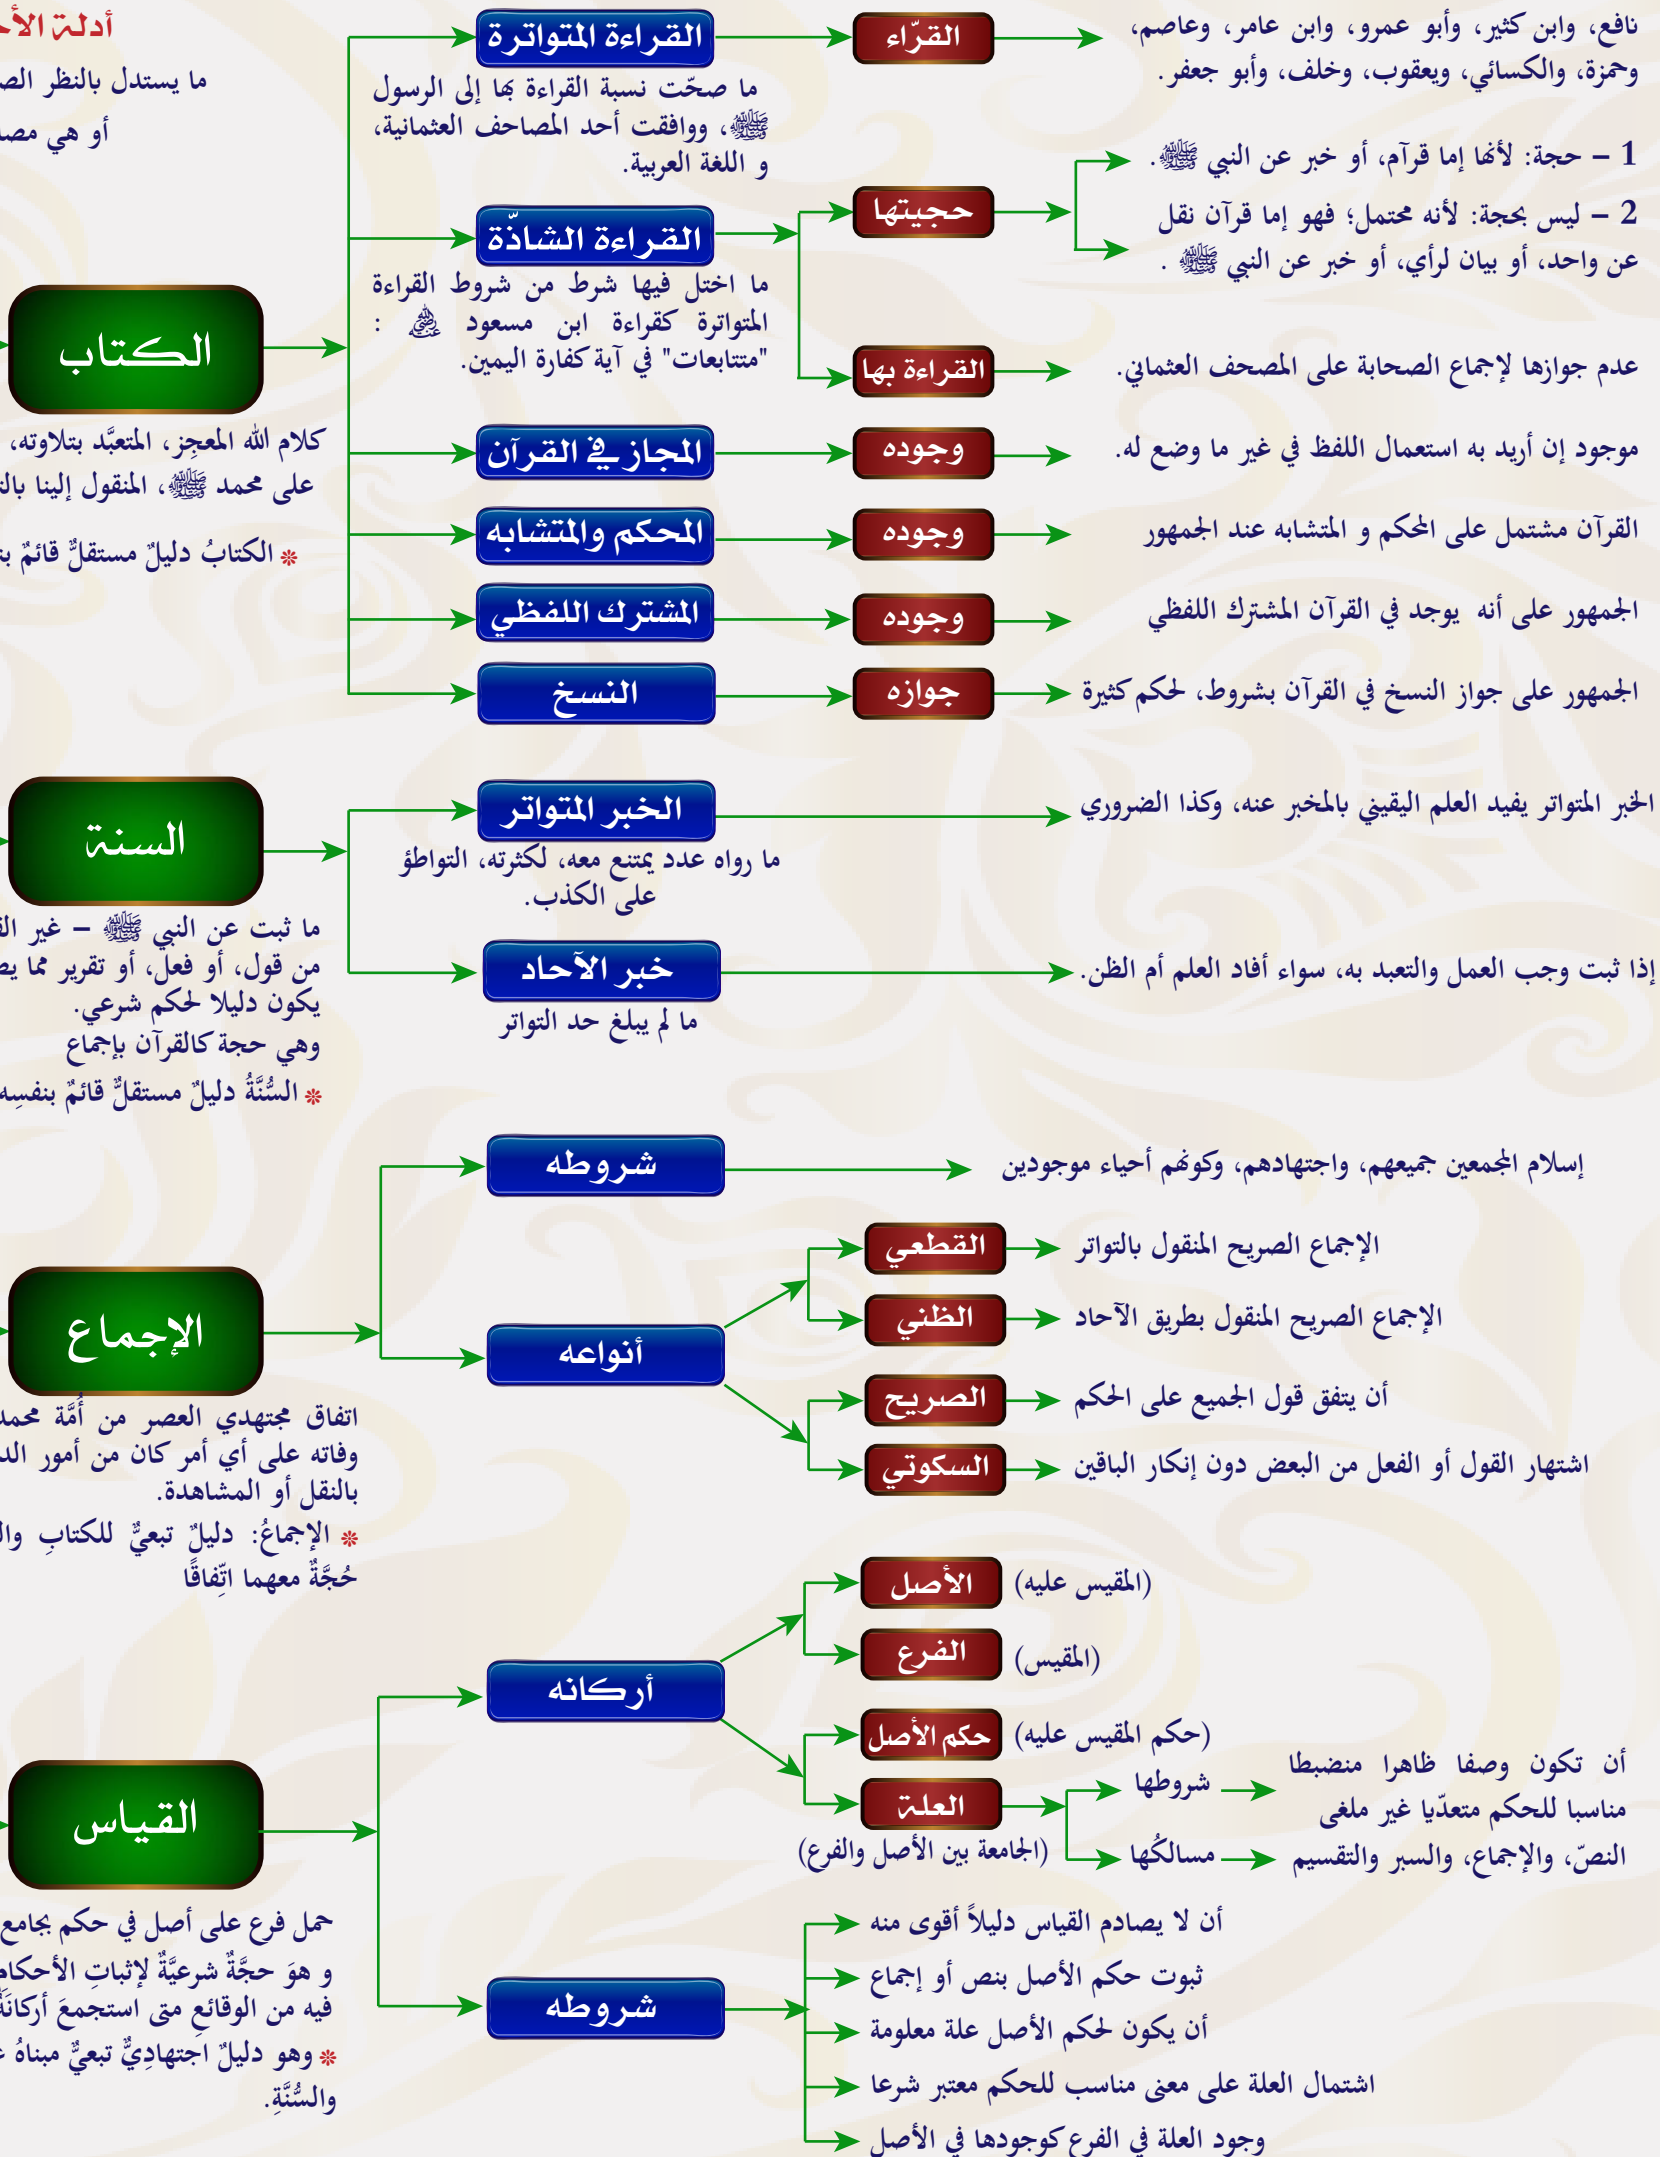 أدلة
ما يستدل بالنظر
أو هي
الكتاب
كلام الله المعجِز، المتعبَّد بتلاوته،
على محمد ﷺ، المنقول إلينا
* الكتابُ دليلٌ مستقلٌّ قائمٌ
القراءة المتواترة
ما صحّت نسبة القراءة بها إلى الرسول
ﷺ، ووافقت أحد المصاحف العثمانية،
و اللغة العربية.
القرّاء
نافع، وابن كثير، وأبو عمرو، وابن عامر، وعاصم،
وحمزة، والكسائي، ويعقوب، وخلف، وأبو جعفر.
القراءة الشاذّة
ما اختل فيها شرط من شروط القراءة
المتواترة كقراءة ابن مسعود رضي الله عنه :
"متتابعات" في آية كفارة اليمين.
حجيتها
1 – حجة: لأنها إما قرآم، أو خبر عن النبي ﷺ.
2 – ليس بحجة: لأنه محتمل؛ فهو إما قرآن نقل
عن واحد، أو بيان لرأي، أو خبر عن النبي ﷺ .
القراءة بها
عدم جوازها لإجماع الصحابة على المصحف العثماني.
المجاز في القرآن
وجوده
موجود إن أريد به استعمال اللفظ في غير ما وضع له.
المحكم والمتشابه
وجوده
القرآن مشتمل على المحكم و المتشابه عند الجمهور
المشترك اللفظي
وجوده
الجمهور على أنه يوجد في القرآن المشترك اللفظي
النسخ
جوازه
الجمهور على جواز النسخ في القرآن بشروط، لحكم كثيرة
السنة
ما ثبت عن النبي ﷺ – غير
من قول، أو فعل، أو تقرير مما
يكون دليلا لحكم شرعي.
وهي حجة كالقرآن بإجماع
* السُّنَّةُ دليلٌ مستقلٌّ قائمٌ بنفسِه
الخبر المتواتر
ما رواه عدد يمتنع معه، لكثرته، التواطؤ
على الكذب.
الخبر المتواتر يفيد العلم اليقيني بالمخبر عنه، وكذا الضروري
خبر الآحاد
ما لم يبلغ حد التواتر
إذا ثبت وجب العمل والتعبد به، سواء أفاد العلم أم الظن.
الإجماع
اتفاق مجتهدي العصر من أُمَّة محمد
وفاته على أي أمر كان من أمور
بالنقل أو المشاهدة.
* الإجماعُ: دليلٌ تبعيٌّ للكتابِ
حُجَّةٌ معهما اتِّفاقًا
شروطه
إسلام المجمعين جميعهم، واجتهادهم، وكونهم أحياء موجودين
أنواعه
القطعي
الإجماع الصريح المنقول بالتواتر
الظني
الإجماع الصريح المنقول بطريق الآحاد
الصريح
أن يتفق قول الجميع على الحكم
السكوتي
اشتهار القول أو الفعل من البعض دون إنكار الباقين
القياس
حمل فرع على أصل في حكم بجامع
و هوَ حجَّةٌ شرعيَّةٌ لإثباتِ الأحكامِ
فيه من الوقائعِ متى استجمعَ أركانَهُ
* وهو دليلٌ اجتهادِيٌّ تبعيٌّ مبناهُ
والسُّنَّةِ.
أركانه
الأصل
(المقيس عليه)
الفرع
(المقيس)
حكم الأصل
(حكم المقيس عليه)
العلة
(الجامعة بين الأصل والفرع)
شروطها
أن تكون وصفا ظاهرا منضبطا
مناسبا للحكم متعدّيا غير ملغى
مسالكُها
النصّ، والإجماع، والسبر والتقسيم
شروطه
أن لا يصادم القياس دليلاً أقوى منه
ثبوت حكم الأصل بنص أو إجماع
أن يكون لحكم الأصل علة معلومة
اشتمال العلة على معنى مناسب للحكم معتبر شرعا
وجود العلة في الفرع كوجودها في الأصل